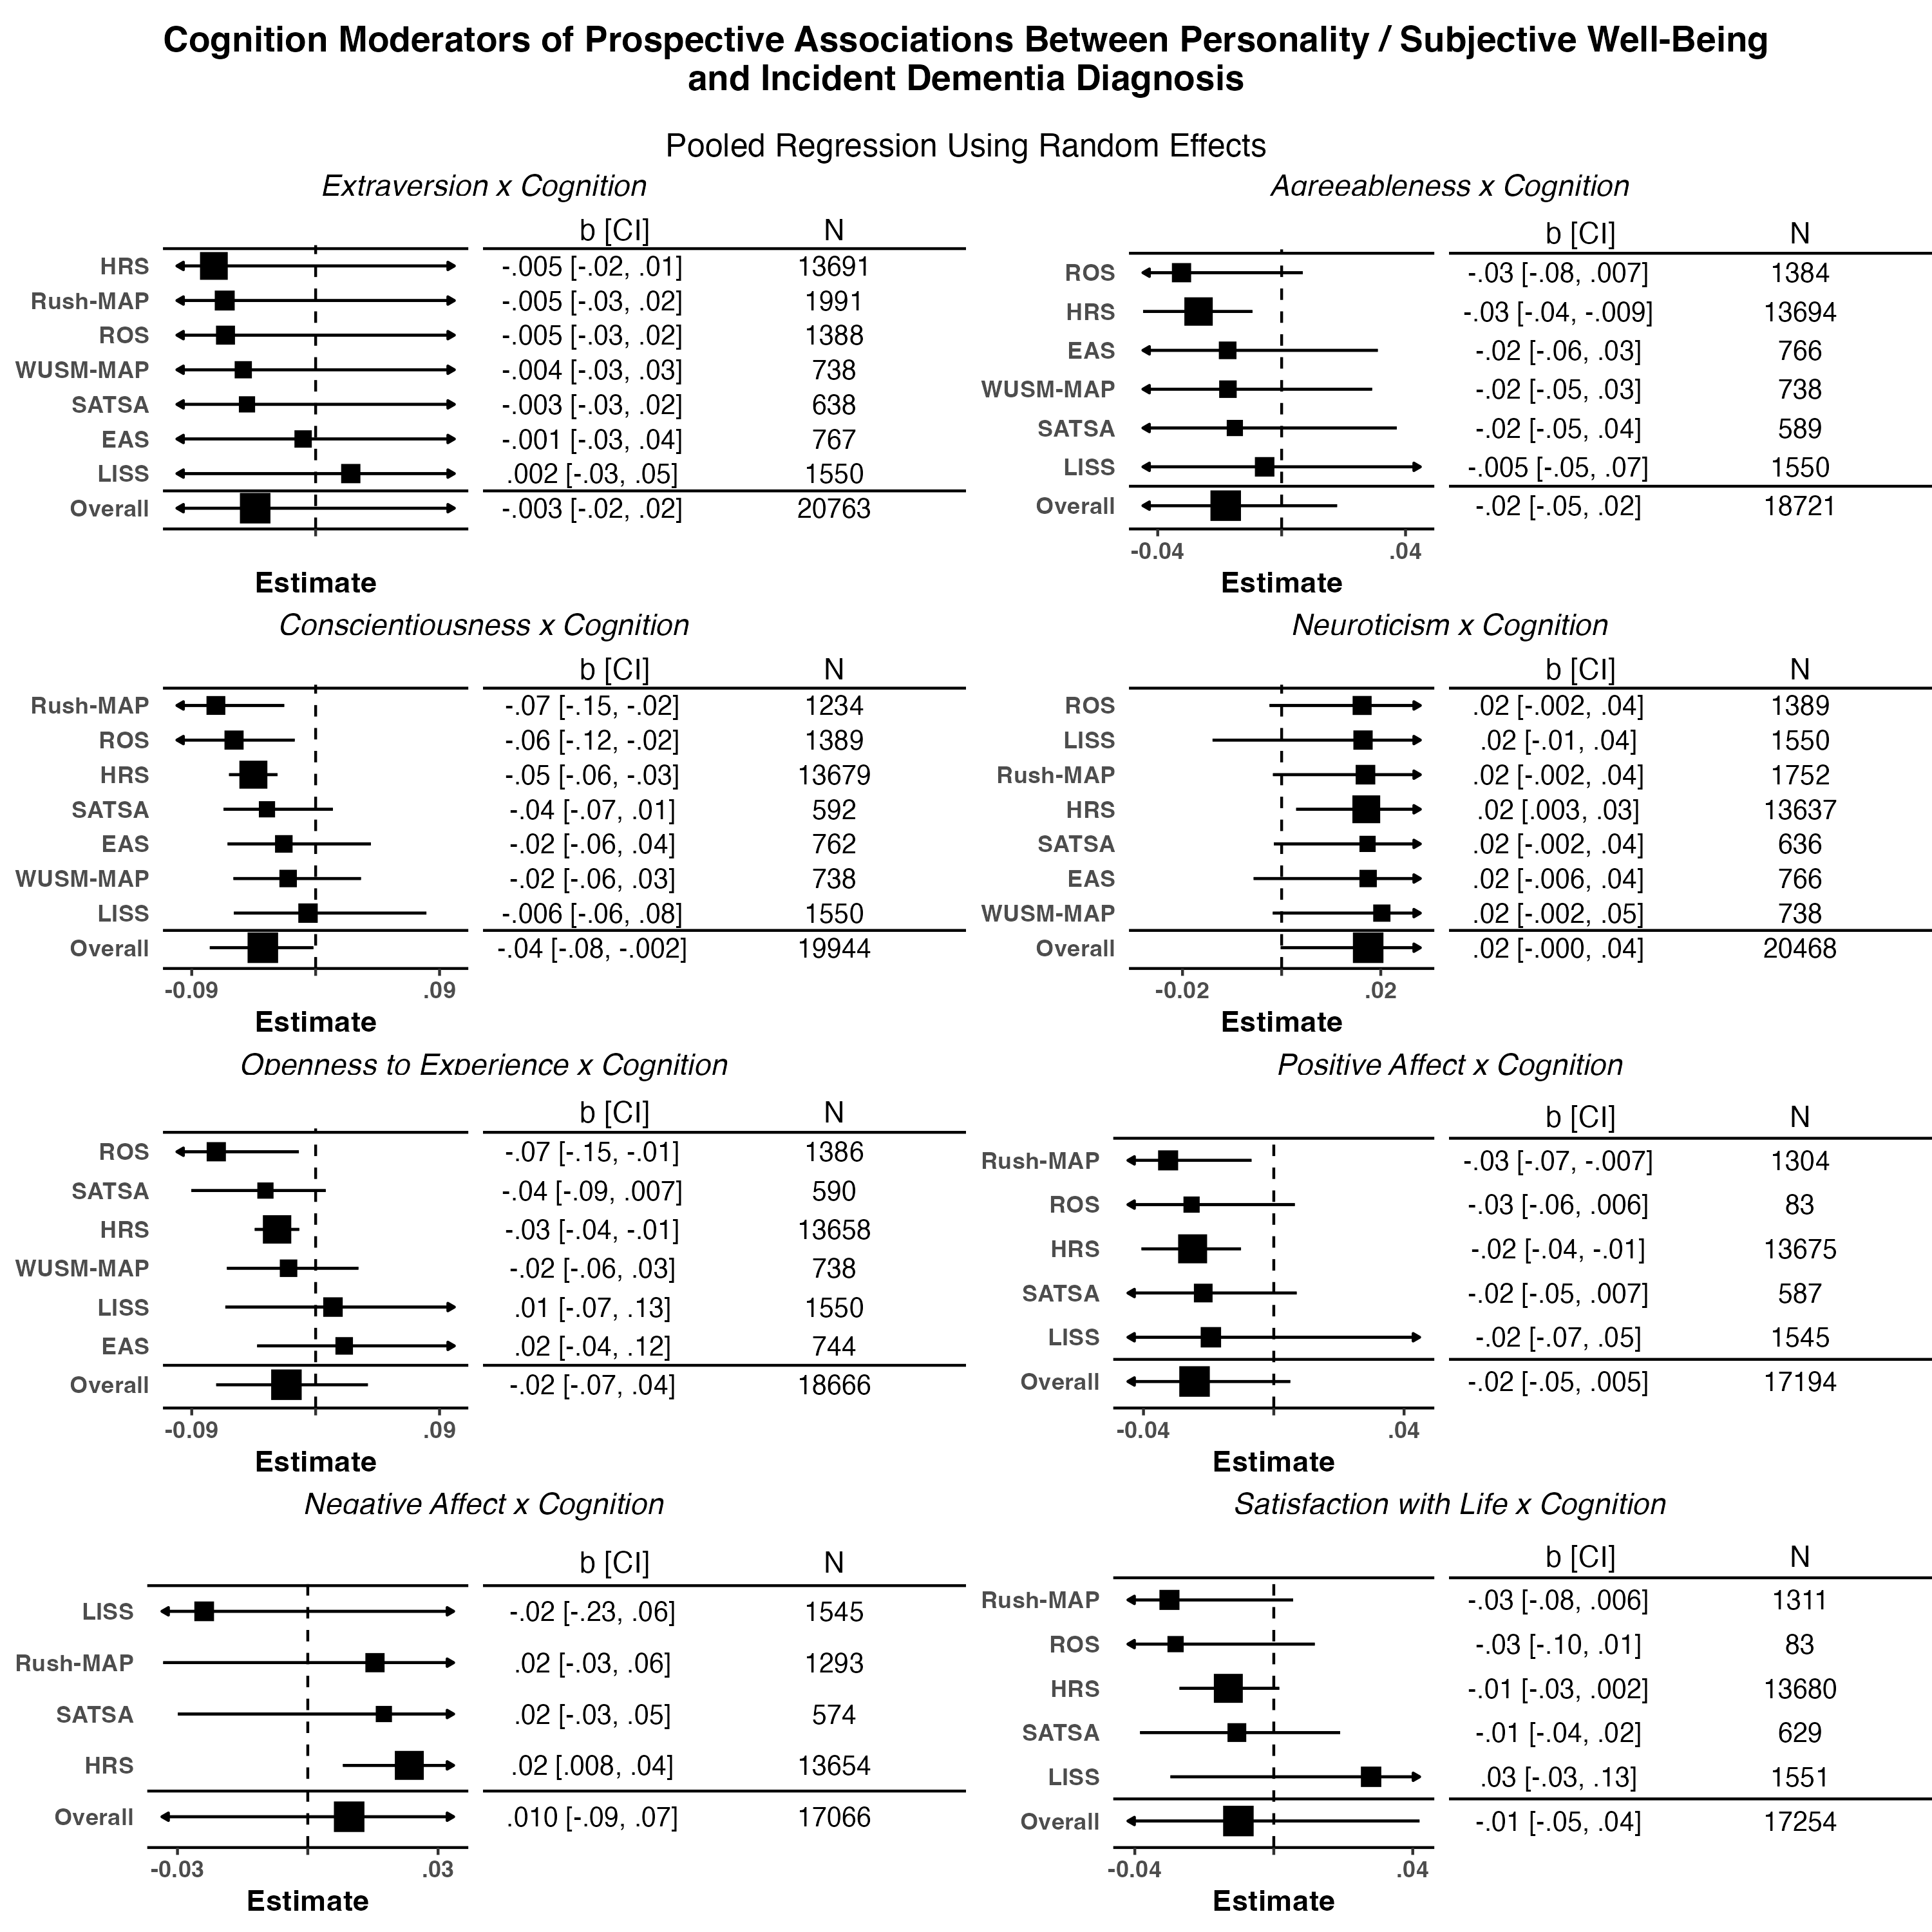 Cognition Moderators of Prospective Associations Between Personality / Subjective Well-Being
and Incident Dementia Diagnosis
Pooled Regression Using Random Effects
Extraversion x Cognition
b [CI] N
HRS -.005 [-.02, .01] 13691
Rush-MAP -.005 [-.03, .02] 1991
ROS -.005 [-.03, .02] 1388
WUSM-MAP -.004 [-.03, .03] 738
SATSA -.003 [-.03, .02] 638
EAS -.001 [-.03, .04] 767
LISS .002 [-.03, .05] 1550
Overall -.003 [-.02, .02] 20763
Estimate
Agreeableness x Cognition
b [CI] N
ROS -.03 [-.08, .007] 1384
HRS -.03 [-.04, -.009] 13694
EAS -.02 [-.06, .03] 766
WUSM-MAP -.02 [-.05, .03] 738
SATSA -.02 [-.05, .04] 589
LISS -.005 [-.05, .07] 1550
Overall -.02 [-.05, .02] 18721
-0.04 .04
Estimate
Conscientiousness x Cognition
b [CI] N
Rush-MAP -.07 [-.15, -.02] 1234
ROS -.06 [-.12, -.02] 1389
HRS -.05 [-.06, -.03] 13679
SATSA -.04 [-.07, .01] 592
EAS -.02 [-.06, .04] 762
WUSM-MAP -.02 [-.06, .03] 738
LISS -.006 [-.06, .08] 1550
Overall -.04 [-.08, -.002] 19944
-0.09 .09
Estimate
Neuroticism x Cognition
b [CI] N
ROS .02 [-.002, .04] 1389
LISS .02 [-.01, .04] 1550
Rush-MAP .02 [-.002, .04] 1752
HRS .02 [.003, .03] 13637
SATSA .02 [-.002, .04] 636
EAS .02 [-.006, .04] 766
WUSM-MAP .02 [-.002, .05] 738
Overall .02 [-.000, .04] 20468
-0.02 .02
Estimate
Openness to Experience x Cognition
b [CI] N
ROS -.07 [-.15, -.01] 1386
SATSA -.04 [-.09, .007] 590
HRS -.03 [-.04, -.01] 13658
WUSM-MAP -.02 [-.06, .03] 738
LISS .01 [-.07, .13] 1550
EAS .02 [-.04, .12] 744
Overall -.02 [-.07, .04] 18666
-0.09 .09
Estimate
Positive Affect x Cognition
b [CI] N
Rush-MAP -.03 [-.07, -.007] 1304
ROS -.03 [-.06, .006] 83
HRS -.02 [-.04, -.01] 13675
SATSA -.02 [-.05, .007] 587
LISS -.02 [-.07, .05] 1545
Overall -.02 [-.05, .005] 17194
-0.04 .04
Estimate
Negative Affect x Cognition
b [CI] N
LISS -.02 [-.23, .06] 1545
Rush-MAP .02 [-.03, .06] 1293
SATSA .02 [-.03, .05] 574
HRS .02 [.008, .04] 13654
Overall .010 [-.09, .07] 17066
-0.03 .03
Estimate
Satisfaction with Life x Cognition
b [CI] N
Rush-MAP -.03 [-.08, .006] 1311
ROS -.03 [-.10, .01] 83
HRS -.01 [-.03, .002] 13680
SATSA -.01 [-.04, .02] 629
LISS .03 [-.03, .13] 1551
Overall -.01 [-.05, .04] 17254
-0.04 .04
Estimate